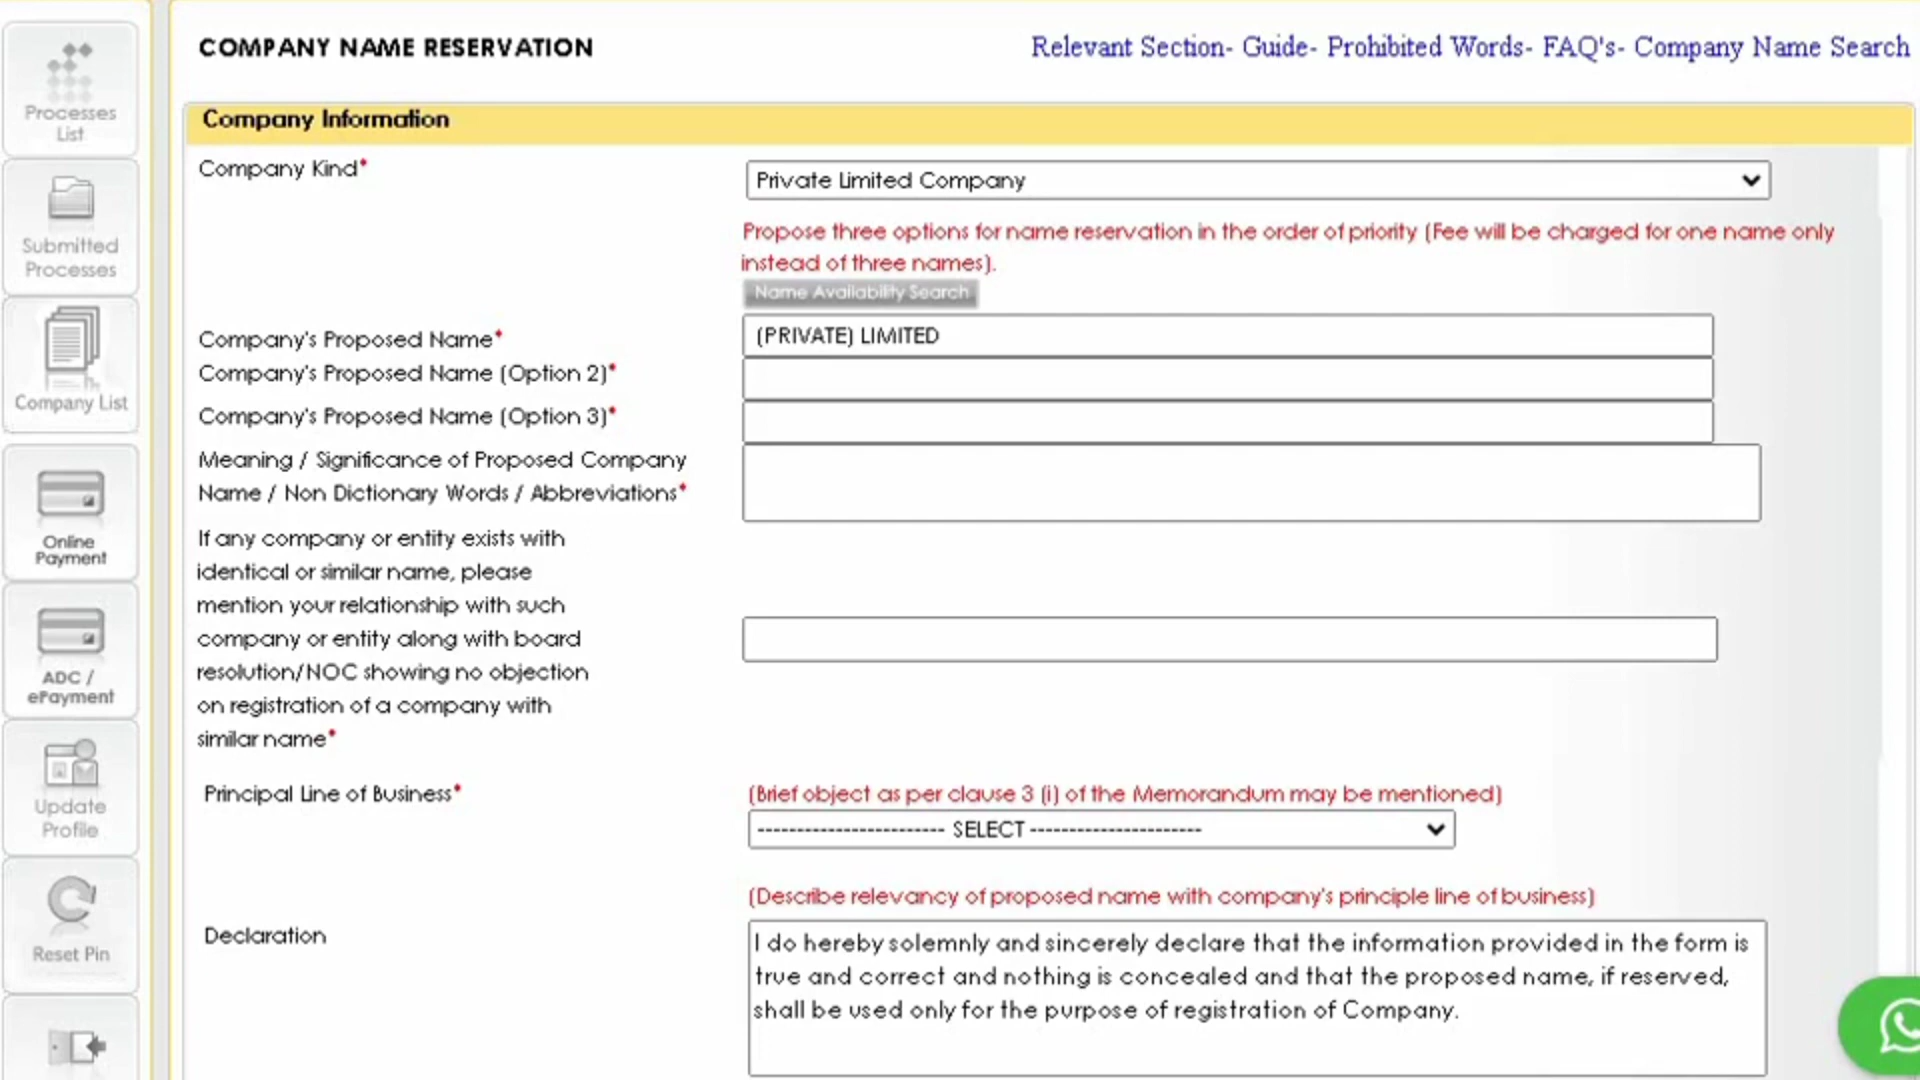 COMPANY NAME RESERVATION
Relevant Section- Guide- Prohibited Words- FAQ's- Company Name Search
Company Information
Company Kind*
Private Limited Company
Propose three options for name reservation in the order of priority (Fee will be charged for one name only
instead of three names).
Name Availability Search
Company's Proposed Name*
(PRIVATE) LIMITED
Company's Proposed Name (Option 2)*
Company's Proposed Name (Option 3)*
Meaning / Significance of Proposed Company
Name / Non Dictionary Words / Abbreviations*
If any company or entity exists with
identical or similar name, please
mention your relationship with such
company or entity along with board
resolution/NOC showing no objection
on registration of a company with
similar name*
Principal Line of Business*
(Brief object as per clause 3 (i) of the Memorandum may be mentioned)
------------------------ SELECT ----------------------
(Describe relevancy of proposed name with company's principle line of business)
Declaration
I do hereby solemnly and sincerely declare that the information provided in the form is
true and correct and nothing is concealed and that the proposed name, if reserved,
shall be used only for the purpose of registration of Company.
Processes
List
Submitted
Processes
Company List
Online
Payment
ADC /
ePayment
Update
Profile
Reset Pin